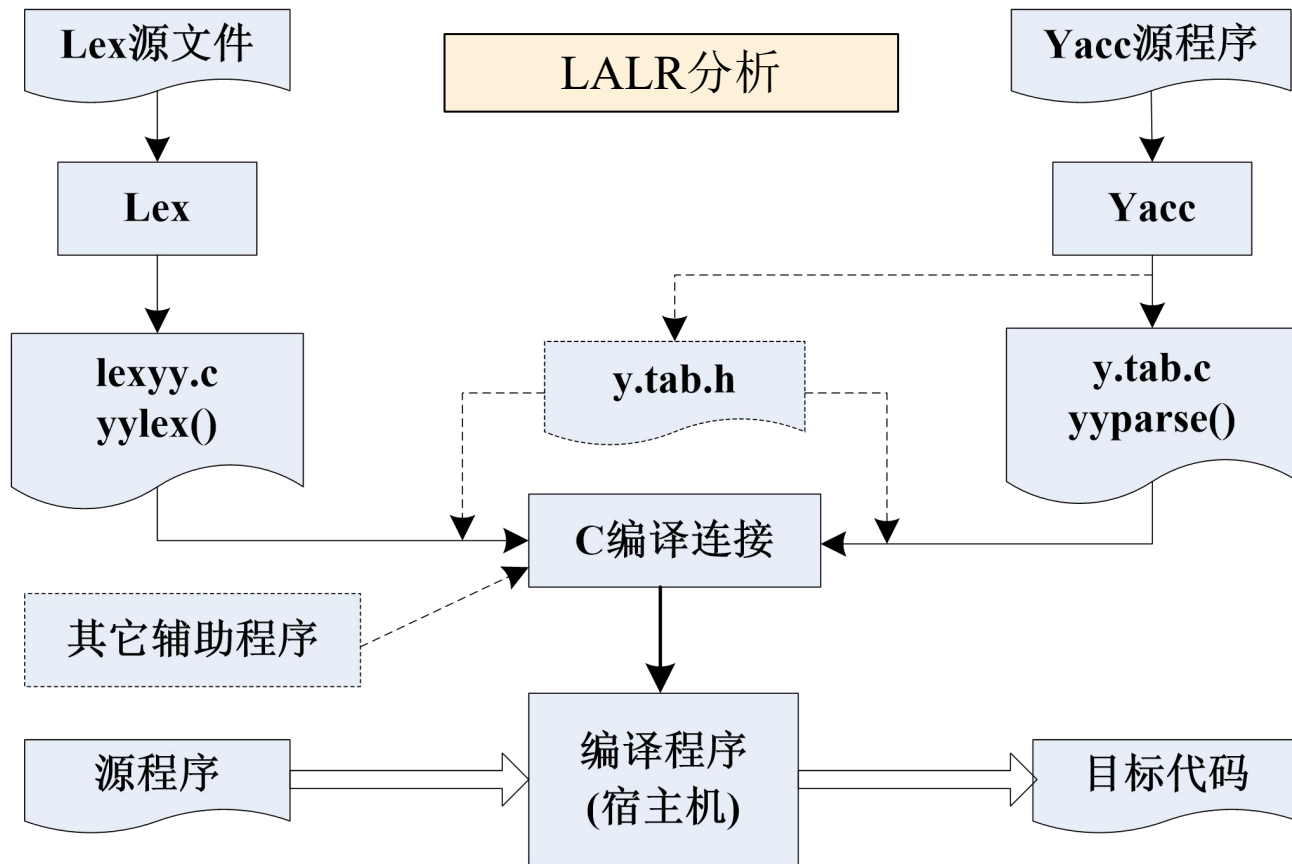 Lex源文件
LALR分析
Yacc源程序
Lex
Yacc
lexyy.c
yylex()
y.tab.h
y.tab.c
yyparse()
C编译连接
其它辅助程序
源程序
编译程序
(宿主机)
目标代码